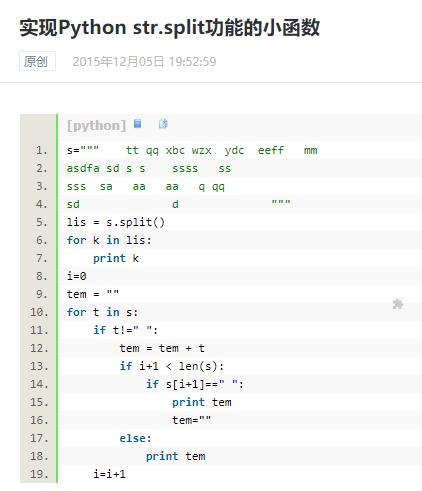 实现Python str.split功能的小函数
原创 2015年12月05日 19:52:59
[python]
1. s="""    tt qq xbc wzx  ydc  eeff   mm
2. asdfa sd s s    ssss   ss
3. sss  sa   aa   aa   q qq
4. sd              d              """
5. lis = s.split()
6. for k in lis:
7.     print k
8. i=0
9. tem = ""
10. for t in s:
11.     if t!=" ":
12.         tem = tem + t
13.         if i+1 < len(s):
14.             if s[i+1]==" ":
15.                 print tem
16.                 tem=""
17.         else:
18.             print tem
19.     i=i+1